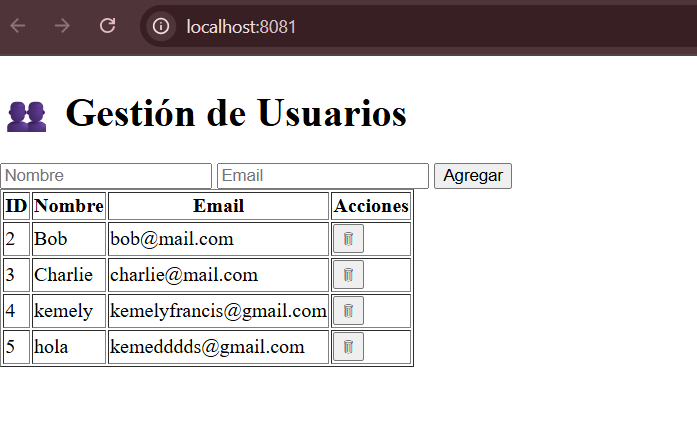 localhost:8081
Gestión de Usuarios
Nombre Email Agregar
ID Nombre Email Acciones
2 Bob bob@mail.com
3 Charlie charlie@mail.com
4 kemely kemelyfrancis@gmail.com
5 hola kemedddds@gmail.com